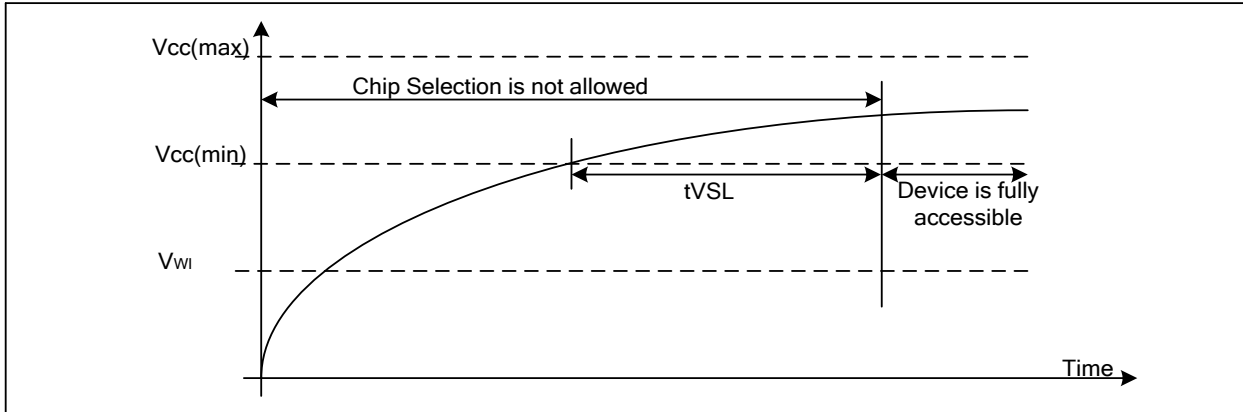 Vcc(max)
Chip Selection is not allowed
Vcc(min)
tVSL
Device is fully
accessible
VWI
Time